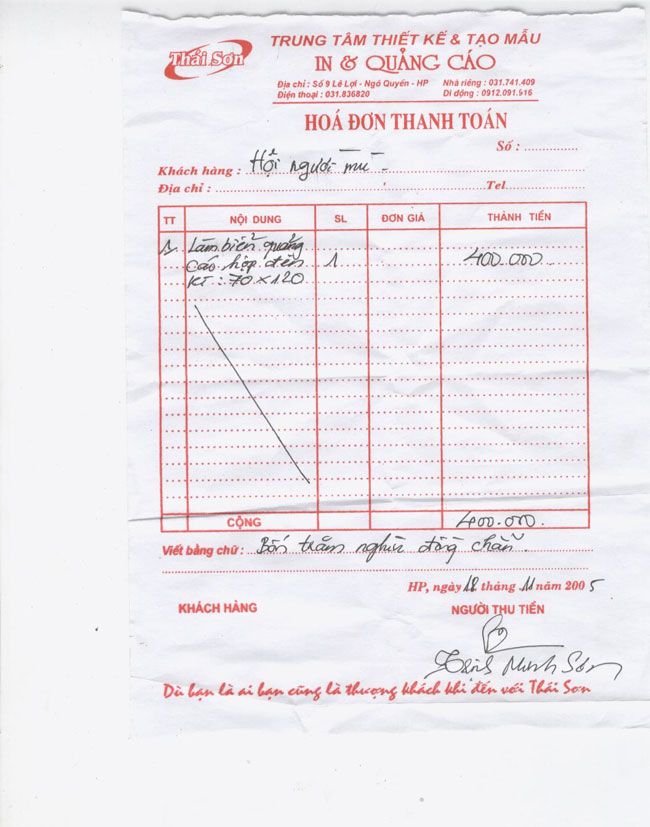 Thái Sơn
TRUNG TÂM THIẾT KẾ & TẠO MẪU
IN & QUẢNG CÁO
Địa chỉ : Số 9 Lê Lợi - Ngô Quyền - HP Nhà riêng : 031.741.409
Điện thoại : 031.836820 Di động : 0912.091.516
HOÁ ĐƠN THANH TOÁN
Số :
Khách hàng : Hội người mù
Địa chỉ : Tel
TT NỘI DUNG SL ĐƠN GIÁ THÀNH TIỀN
1 Làm biển quảng
cáo hộp đèn 1 400.000
KT : 70 x 120
CỘNG 400.000
Viết bằng chữ : Bốn trăm nghìn đồng chẵn
HP, ngày 18 tháng 11 năm 2005
KHÁCH HÀNG NGƯỜI THU TIỀN
Minh Sơn
Dù bạn là ai bạn cũng là thượng khách khi đến với Thái Sơn